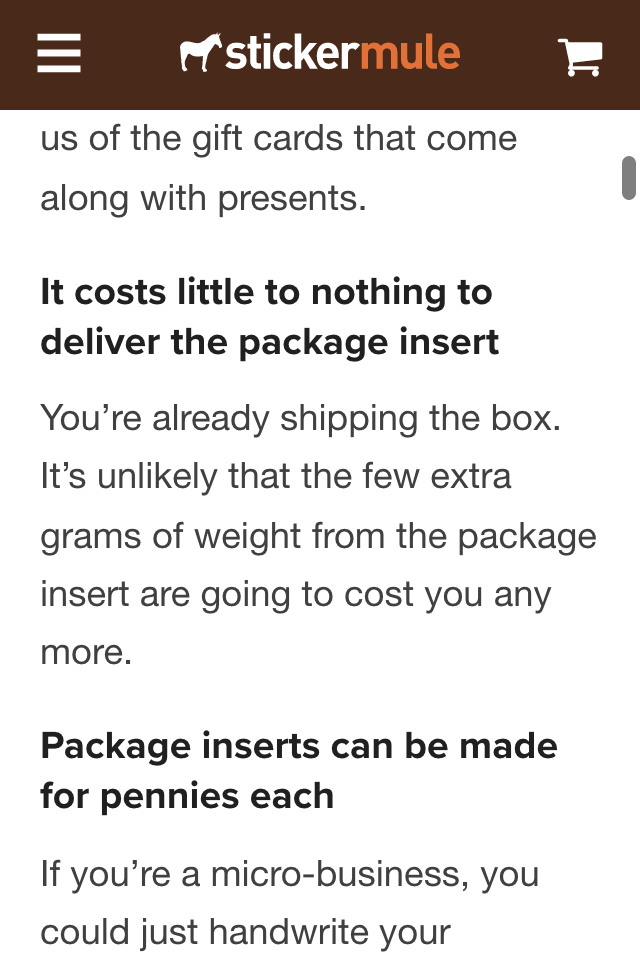 stickermule
us of the gift cards that come
along with presents.
It costs little to nothing to
deliver the package insert
You’re already shipping the box.
It’s unlikely that the few extra
grams of weight from the package
insert are going to cost you any
more.
Package inserts can be made
for pennies each
If you’re a micro-business, you
could just handwrite your